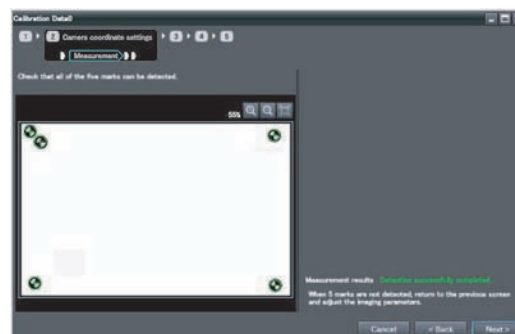 Calibration Detail
1 2 Camera coordinate settings 3 4 5
Measurement
Check that all of the five marks can be detected.
55%
Measurement results Detection successfully completed.
When 5 marks are not detected, return to the previous screen
and adjust the imaging parameters.
Cancel < Back Next >